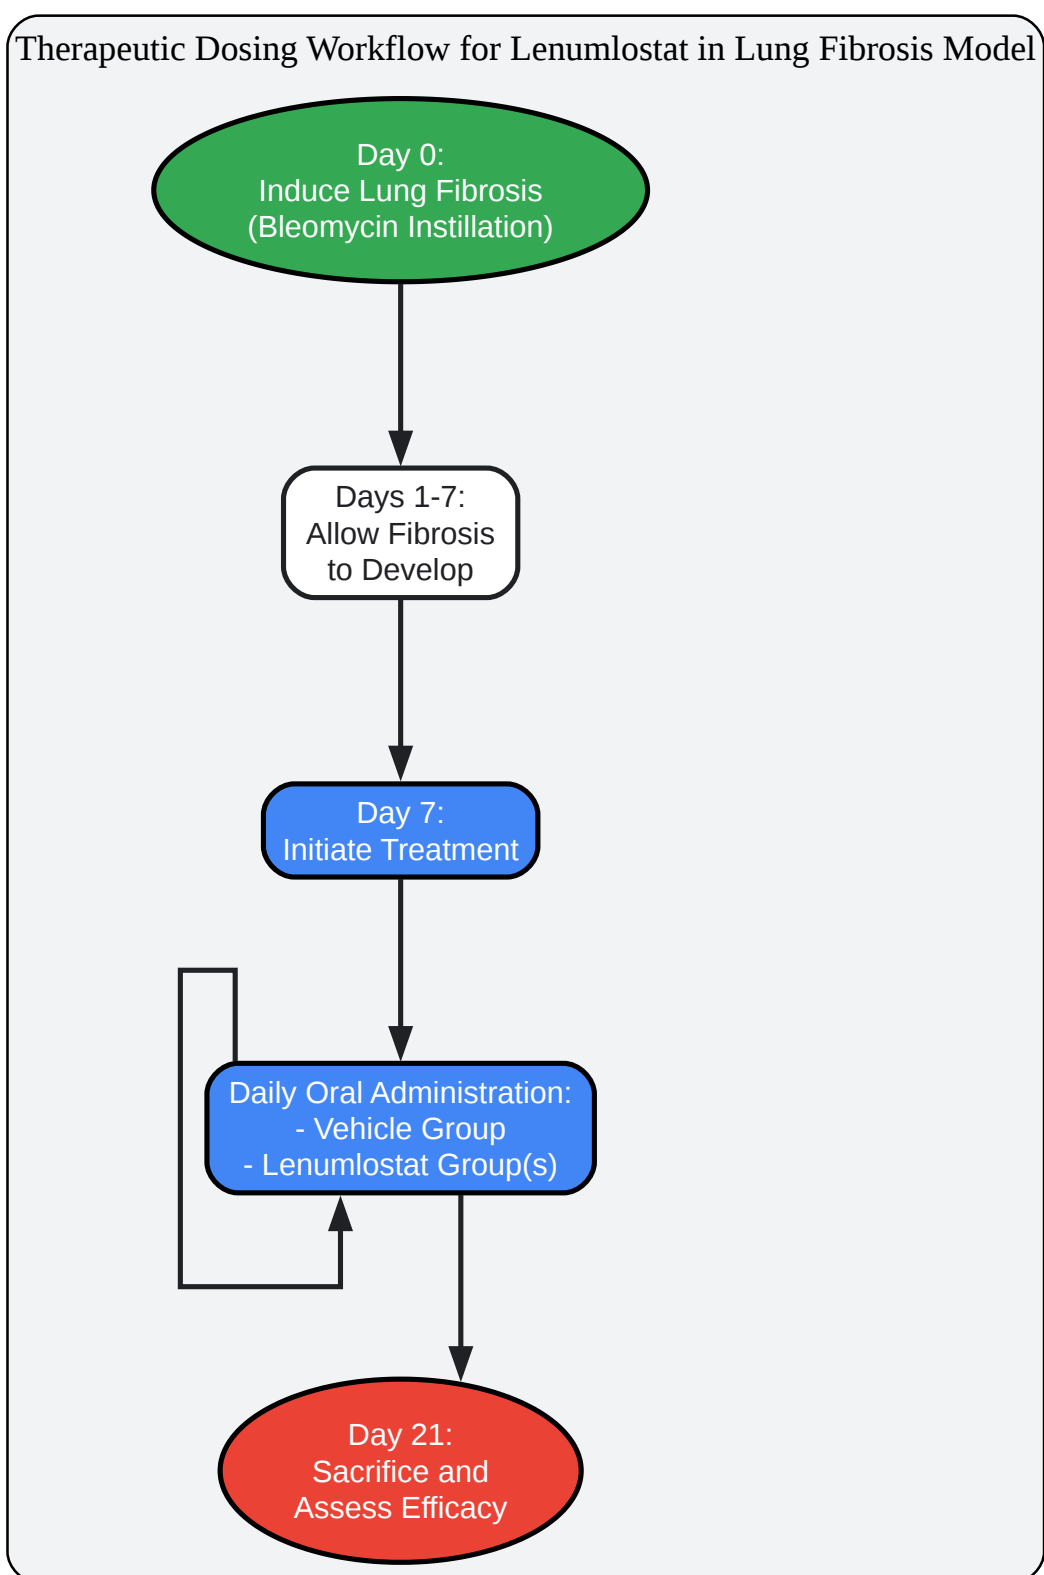 Therapeutic Dosing Workflow for Lenumlostat in Lung Fibrosis Model
Day 0:
Induce Lung Fibrosis
(Bleomycin Instillation)
Days 1-7:
Allow Fibrosis
to Develop
Day 7:
Initiate Treatment
Daily Oral Administration:
- Vehicle Group
- Lenumlostat Group(s)
Day 21:
Sacrifice and
Assess Efficacy